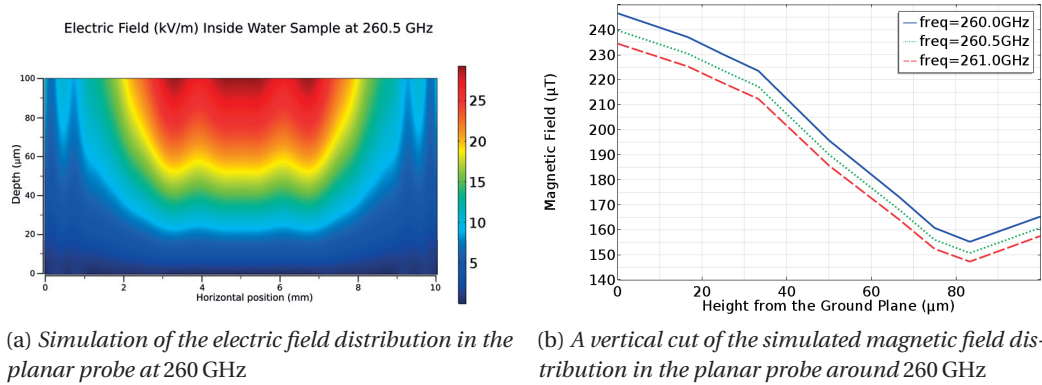 Electric Field (kV/m) Inside Water Sample at 260.5 GHz
100
80
60
40
20
0
Depth (μm)
0
2
4
6
8
10
Horizontal position (mm)
25
20
15
10
5
(a) Simulation of the electric field distribution in the
planar probe at 260 GHz
250
240
230
220
210
200
190
180
170
160
150
140
Magnetic Field (μT)
0
20
40
60
80
Height from the Ground Plane (μm)
freq=260.0GHz
freq=260.5GHz
freq=261.0GHz
(b) A vertical cut of the simulated magnetic field dis-
tribution in the planar probe around 260 GHz